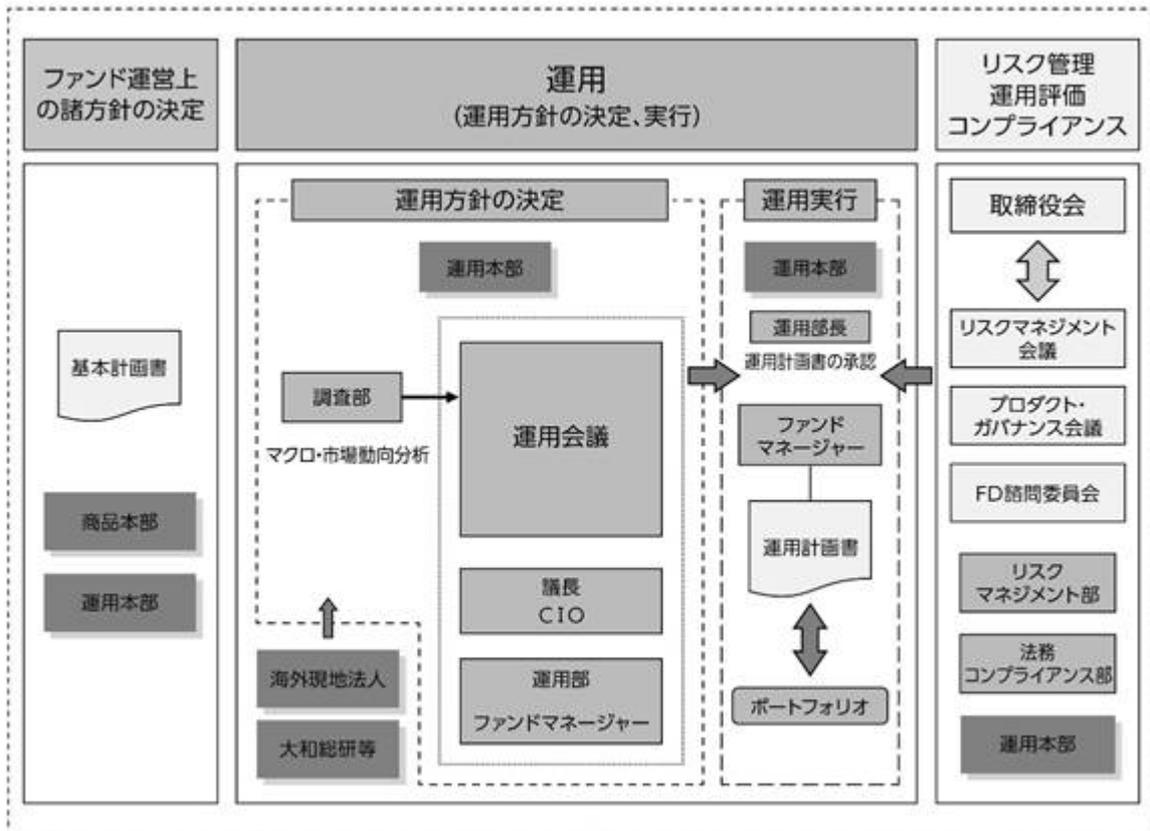 ファンド運営上
の諸方針の決定
運用
(運用方針の決定、実行)
リスク管理
運用評価
コンプライアンス
基本計画書
商品本部
運用本部
運用方針の決定
運用本部
調査部
マクロ・市場動向分析
運用会議
議長
CIO
運用部
ファンドマネージャー
海外現地法人
大和総研等
運用実行
運用本部
運用部長
運用計画書の承認
ファンド
マネージャー
運用計画書
ポートフォリオ
取締役会
リスクマネジメント
会議
プロダクト・
ガバナンス会議
FD諮問委員会
リスク
マネジメント部
法務
コンプライアンス部
運用本部